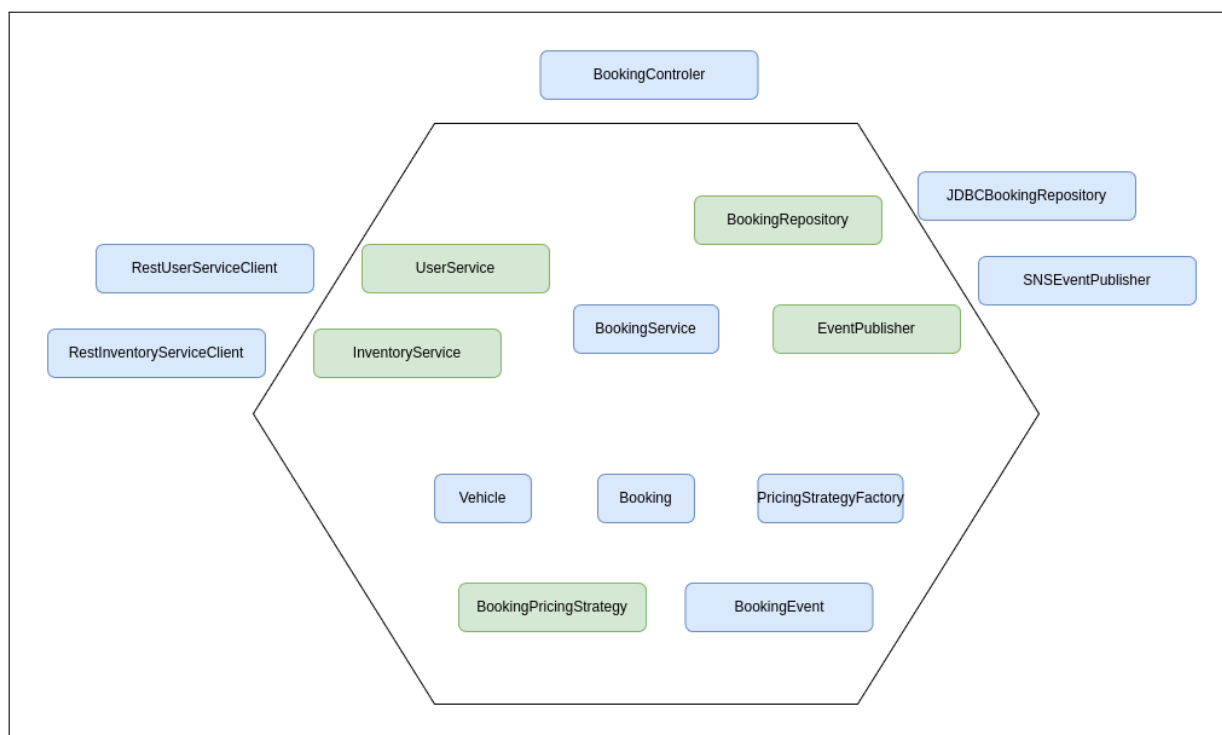 BookingControler
JDBCBookingRepository
BookingRepository
RestUserServiceClient
UserService
SNSEventPublisher
BookingService
EventPublisher
RestInventoryServiceClient
InventoryService
Vehicle
Booking
PricingStrategyFactory
BookingPricingStrategy
BookingEvent